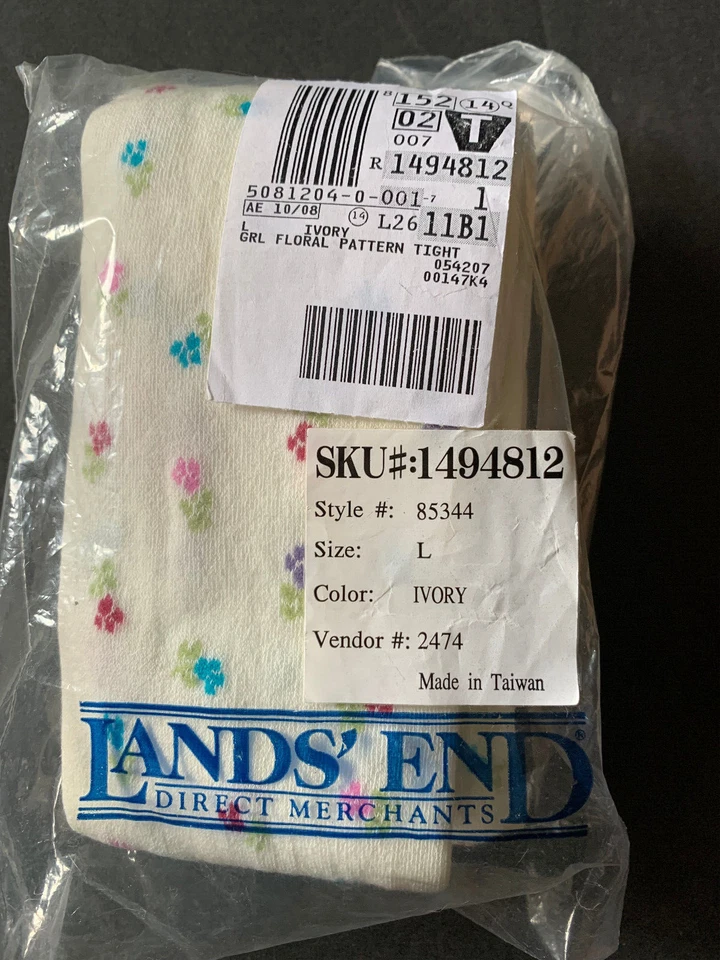 8 152 14 Q
02 T
007
R 1494812
5081204-0-001-7 1
AE 10/08 14 L26 11B1
L IVORY
GRL FLORAL PATTERN TIGHT
054207
00147K4
SKU#:1494812
Style #: 85344
Size: L
Color: IVORY
Vendor #: 2474
Made in Taiwan
LANDS' END®
DIRECT MERCHANTS